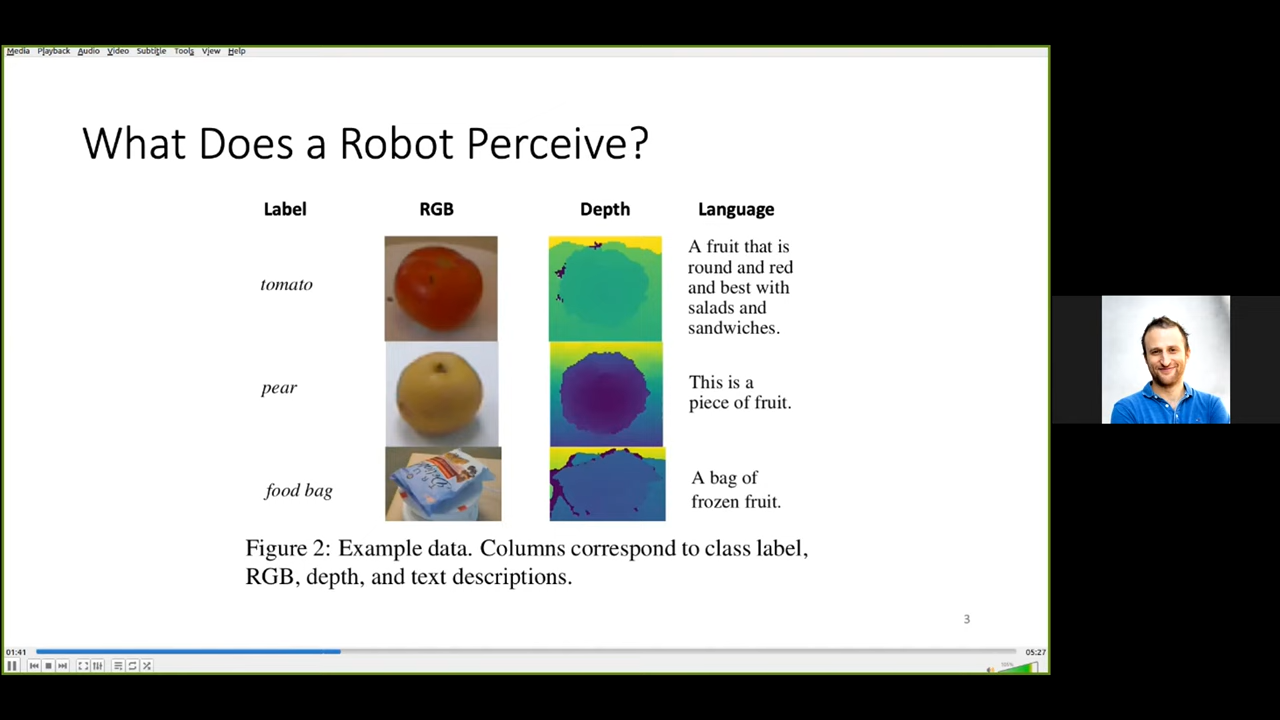 Media Playback Audio Video Subtitle Tools View Help
What Does a Robot Perceive?
Label RGB Depth Language
tomato
A fruit that is
round and red
and best with
salads and
sandwiches.
pear
This is a
piece of fruit.
food bag
A bag of
frozen fruit.
Figure 2: Example data. Columns correspond to class label,
RGB, depth, and text descriptions.
3
01:41 05:27